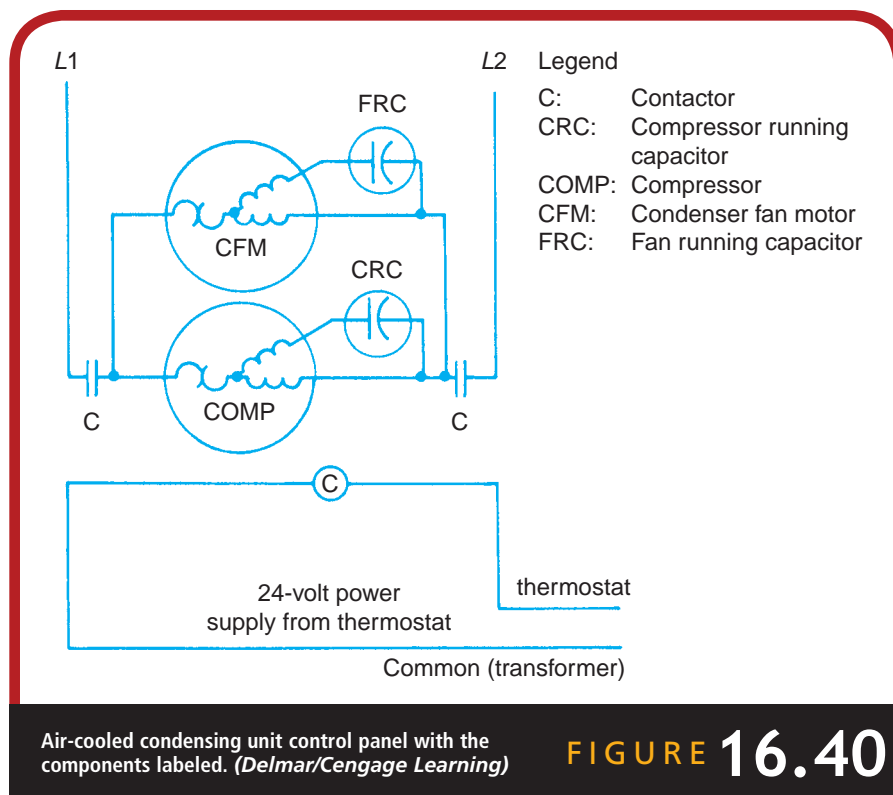 L1
L2
Legend
C: Contactor
CRC: Compressor running
capacitor
COMP: Compressor
CFM: Condenser fan motor
FRC: Fan running capacitor
FRC
CFM
CRC
COMP
C
C
C
24-volt power
supply from thermostat
thermostat
Common (transformer)
Air-cooled condensing unit control panel with the
components labeled. (Delmar/Cengage Learning)
FIGURE 16.40